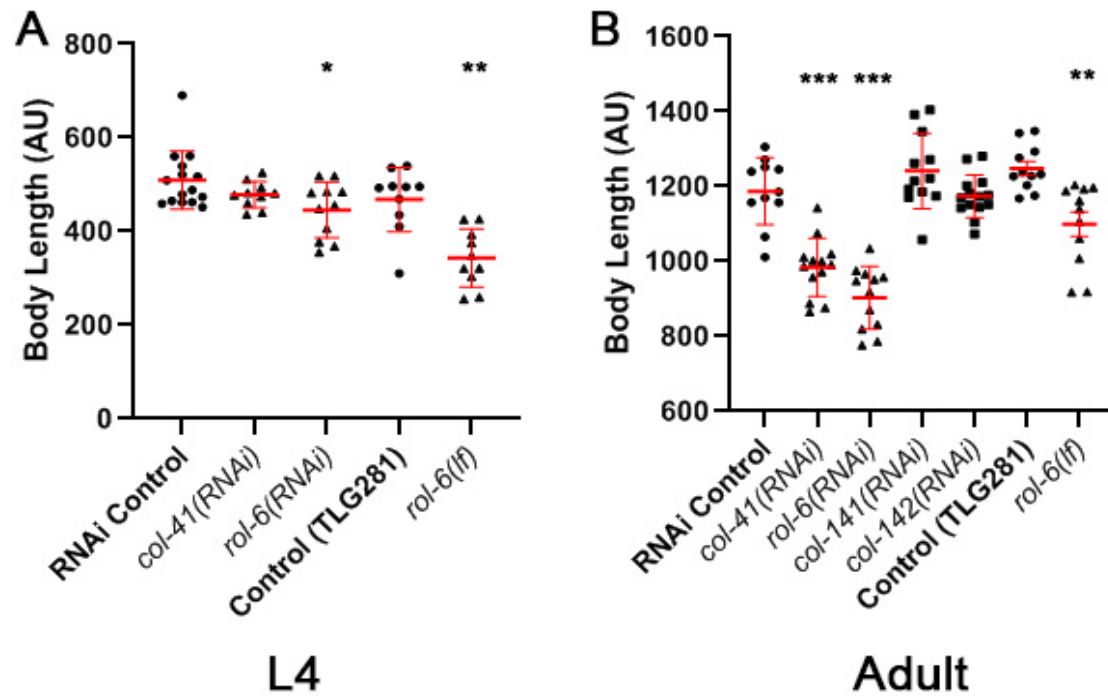 A
Body Length (AU)
800
600
400
200
0
*
**
RNAi Control
col-41(RNAi)
rol-6(RNAi)
Control (TLG281)
rol-6(lf)
L4
B
Body Length (AU)
1600
1400
1200
1000
800
600
***
***
**
RNAi Control
col-41(RNAi)
rol-6(RNAi)
col-141(RNAi)
col-142(RNAi)
Control (TLG281)
rol-6(lf)
Adult